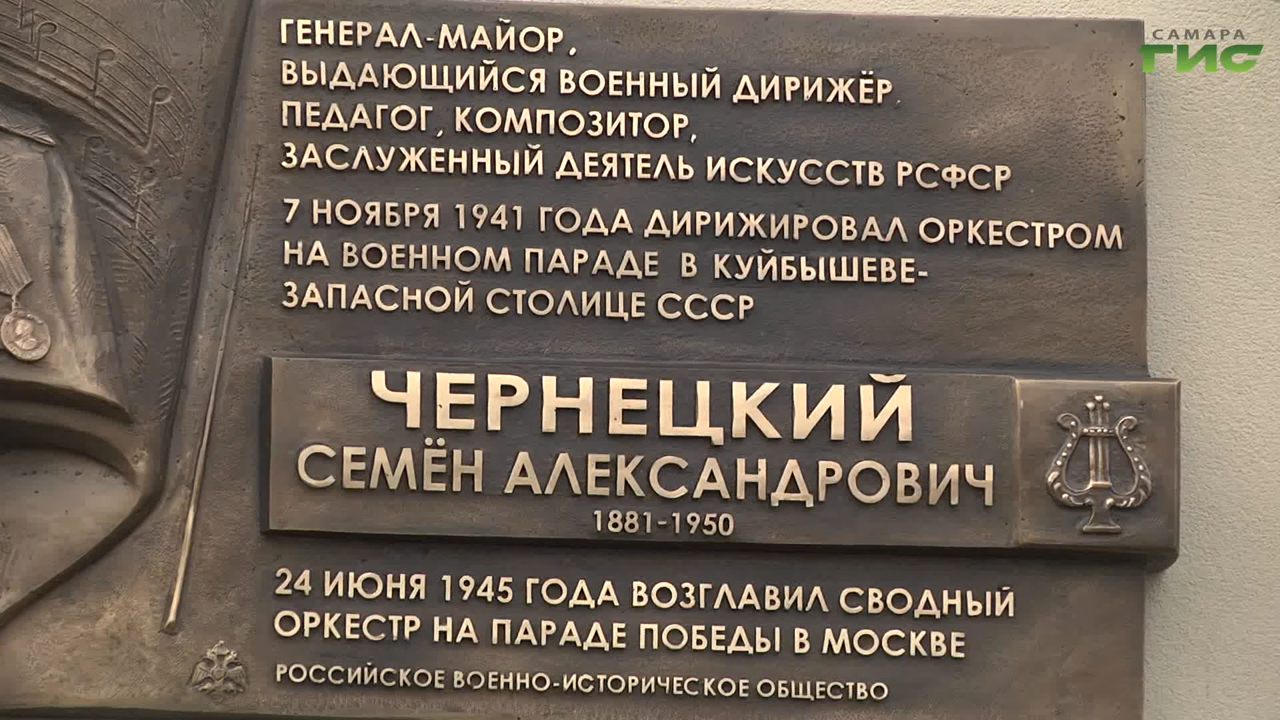 САМАРА
ГИС
ГЕНЕРАЛ-МАЙОР,
ВЫДАЮЩИЙСЯ ВОЕННЫЙ ДИРИЖЁР,
ПЕДАГОГ, КОМПОЗИТОР,
ЗАСЛУЖЕННЫЙ ДЕЯТЕЛЬ ИСКУССТВ РСФСР
7 НОЯБРЯ 1941 ГОДА ДИРИЖИРОВАЛ ОРКЕСТРОМ
НА ВОЕННОМ ПАРАДЕ В КУЙБЫШЕВЕ-
ЗАПАСНОЙ СТОЛИЦЕ СССР
ЧЕРНЕЦКИЙ
СЕМЁН АЛЕКСАНДРОВИЧ
1881-1950
24 ИЮНЯ 1945 ГОДА ВОЗГЛАВИЛ СВОДНЫЙ
ОРКЕСТР НА ПАРАДЕ ПОБЕДЫ В МОСКВЕ
РОССИЙСКОЕ ВОЕННО-ИСТОРИЧЕСКОЕ ОБЩЕСТВО